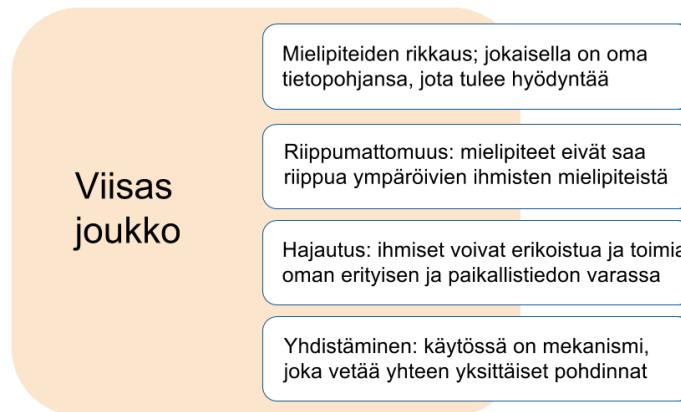 Viisas
joukko
Mielipiteiden rikkaus; jokaisella on oma
tietopohjansa, jota tulee hyödyntää
Riippumattomuus: mielipiteet eivät saa
riippua ympäröivien ihmisten mielipiteistä
Hajautus: ihmiset voivat erikoistua ja toimia
oman erityisen ja paikallistiedon varassa
Yhdistäminen: käytössä on mekanismi,
joka vetää yhteen yksittäiset pohdinnat